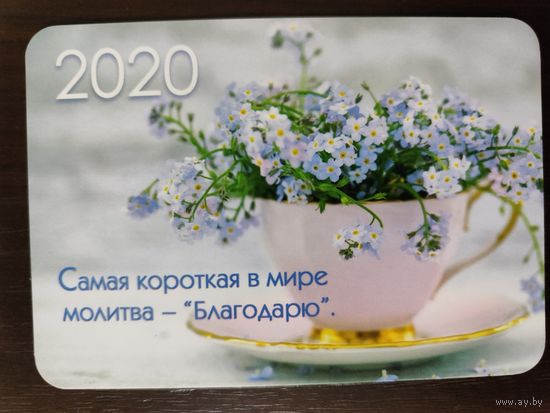 2020
Самая короткая в мире
молитва – “Благодарю”.
www.ay.by